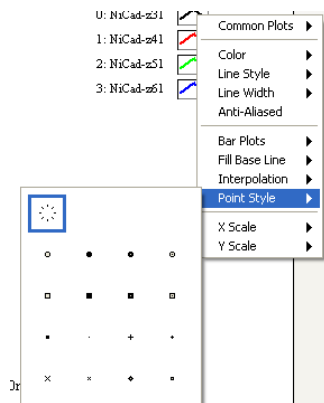 0: NiCad-z31
1: NiCad-z41
2: NiCad-z51
3: NiCad-z61
Common Plots
Color
Line Style
Line Width
Anti-Aliased
Bar Plots
Fill Base Line
Interpolation
Point Style
X Scale
Y Scale